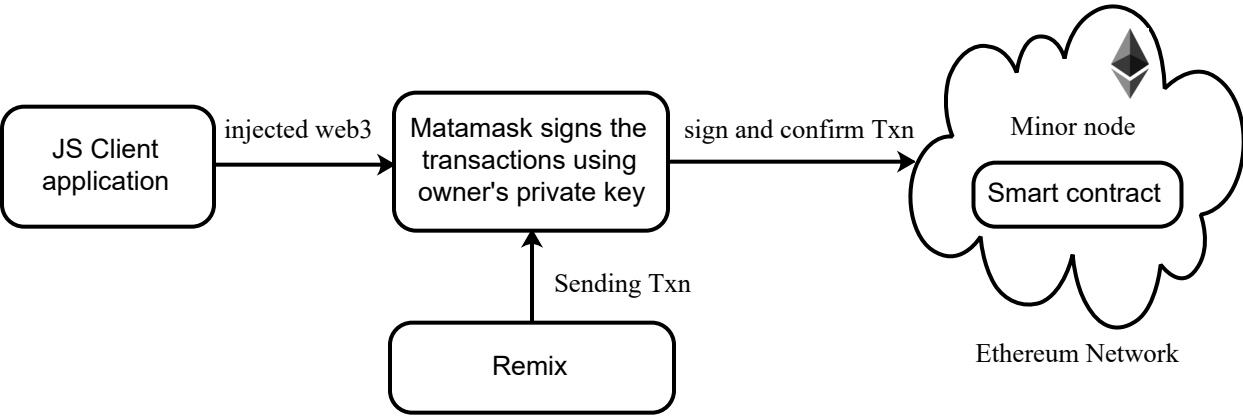 JS Client
application
injected web3
Matamask signs the
transactions using
owner's private key
sign and confirm Txn
Minor node
Smart contract
Sending Txn
Remix
Ethereum Network